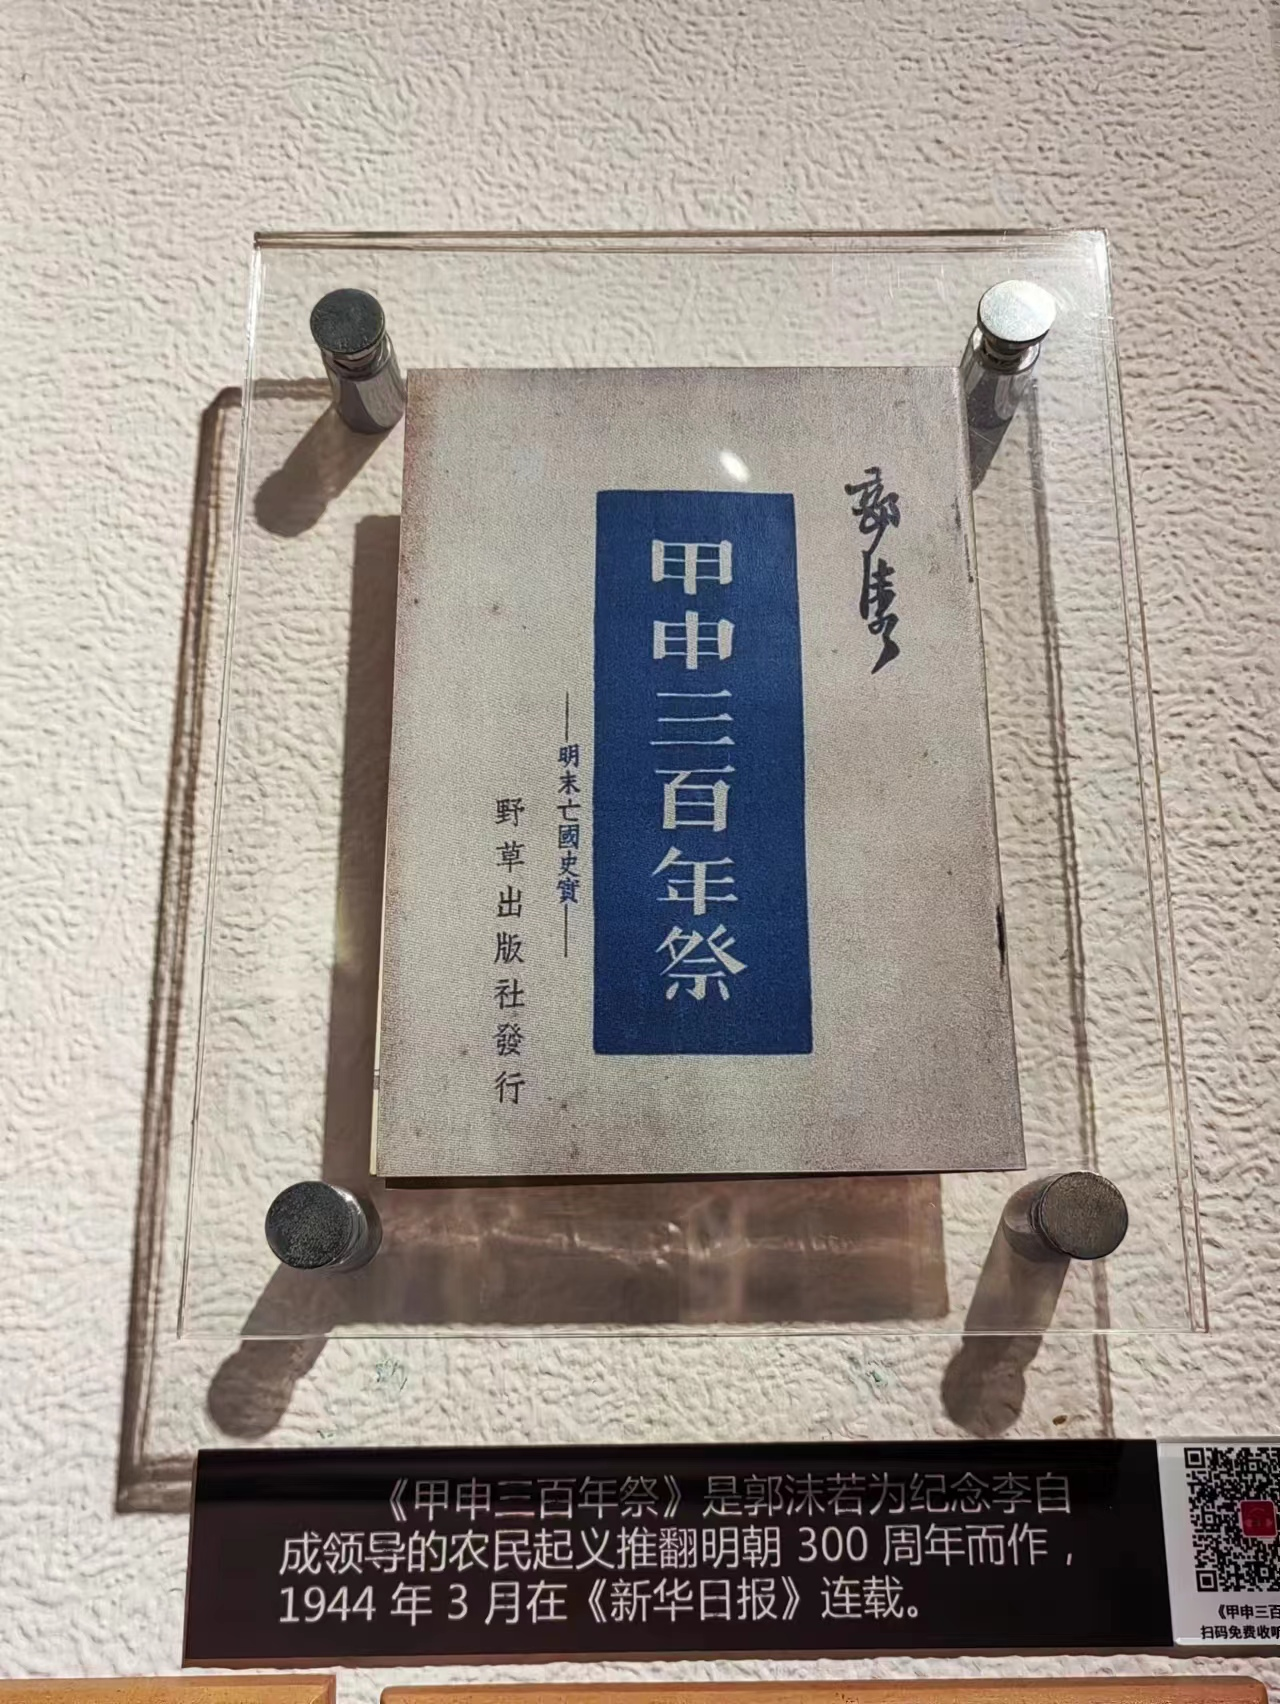 郭沫若
甲申三百年祭
——明末亡國史實——
野草出版社發行
《甲申三百年祭》是郭沫若为纪念李自
成领导的农民起义推翻明朝 300 周年而作，
1944 年 3 月在《新华日报》连载。
《甲申三百
扫码免费收听